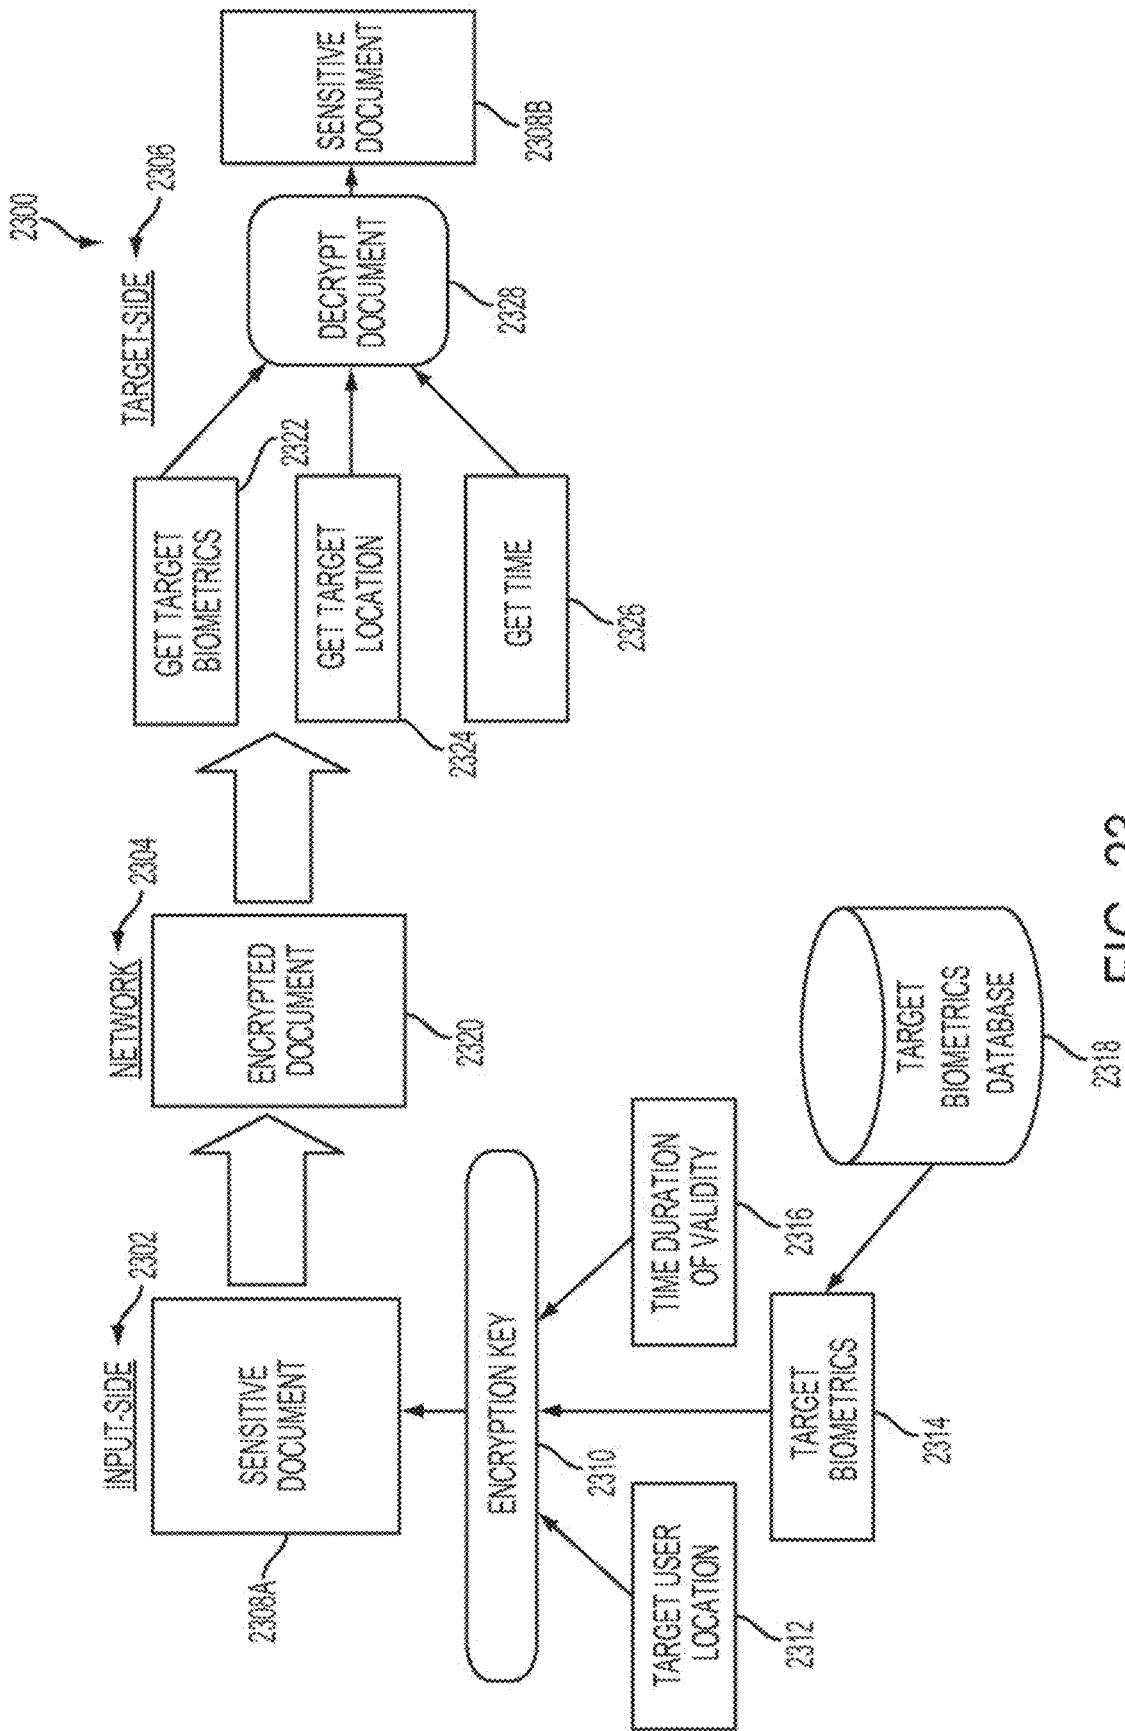 2300
INPUT-SIDE
2302
NETWORK
2304
TARGET-SIDE
2306
SENSITIVE
DOCUMENT
2308A
ENCRYPTED
DOCUMENT
2320
GET TARGET
BIOMETRICS
2322
GET TARGET
LOCATION
2324
GET TIME
2326
DECRYPT
DOCUMENT
2328
SENSITIVE
DOCUMENT
2308B
ENCRYPTION KEY
2310
TARGET USER
LOCATION
2312
TIME DURATION
OF VALIDITY
2316
TARGET
BIOMETRICS
2314
TARGET
BIOMETRICS
DATABASE
2318
FIG. 23